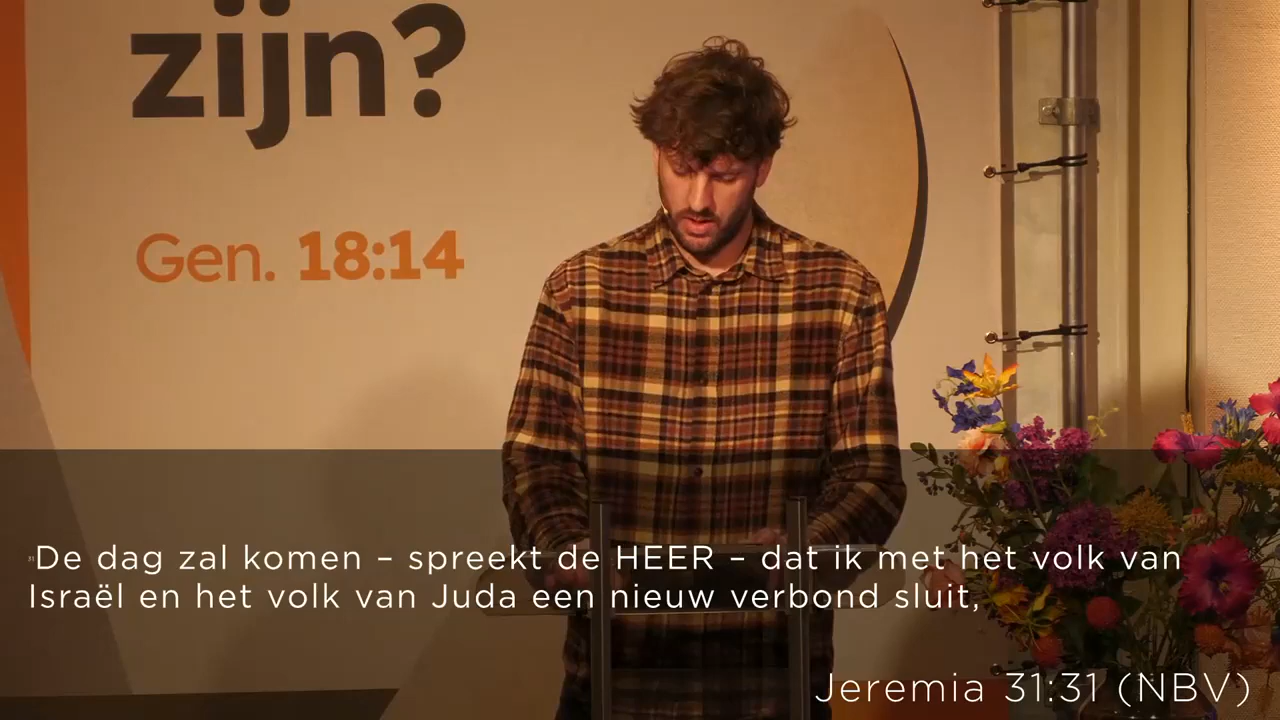 zijn?
Gen. 18:14
31De dag zal komen – spreekt de HEER – dat ik met het volk van
Israël en het volk van Juda een nieuw verbond sluit,
Jeremia 31:31 (NBV)